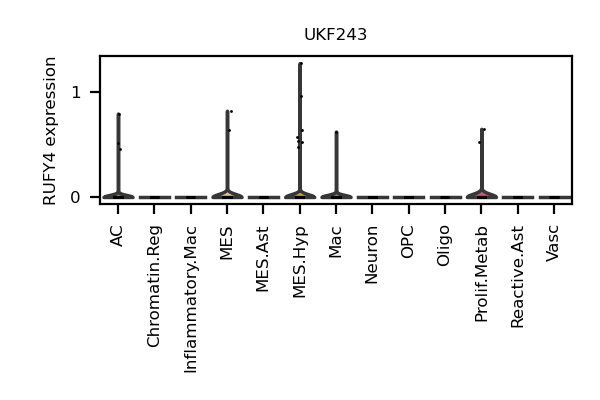 UKF243
RUFY4 expression
1
0
AC
Chromatin.Reg
Inflammatory.Mac
MES
MES.Ast
MES.Hyp
Mac
Neuron
OPC
Oligo
Prolif.Metab
Reactive.Ast
Vasc